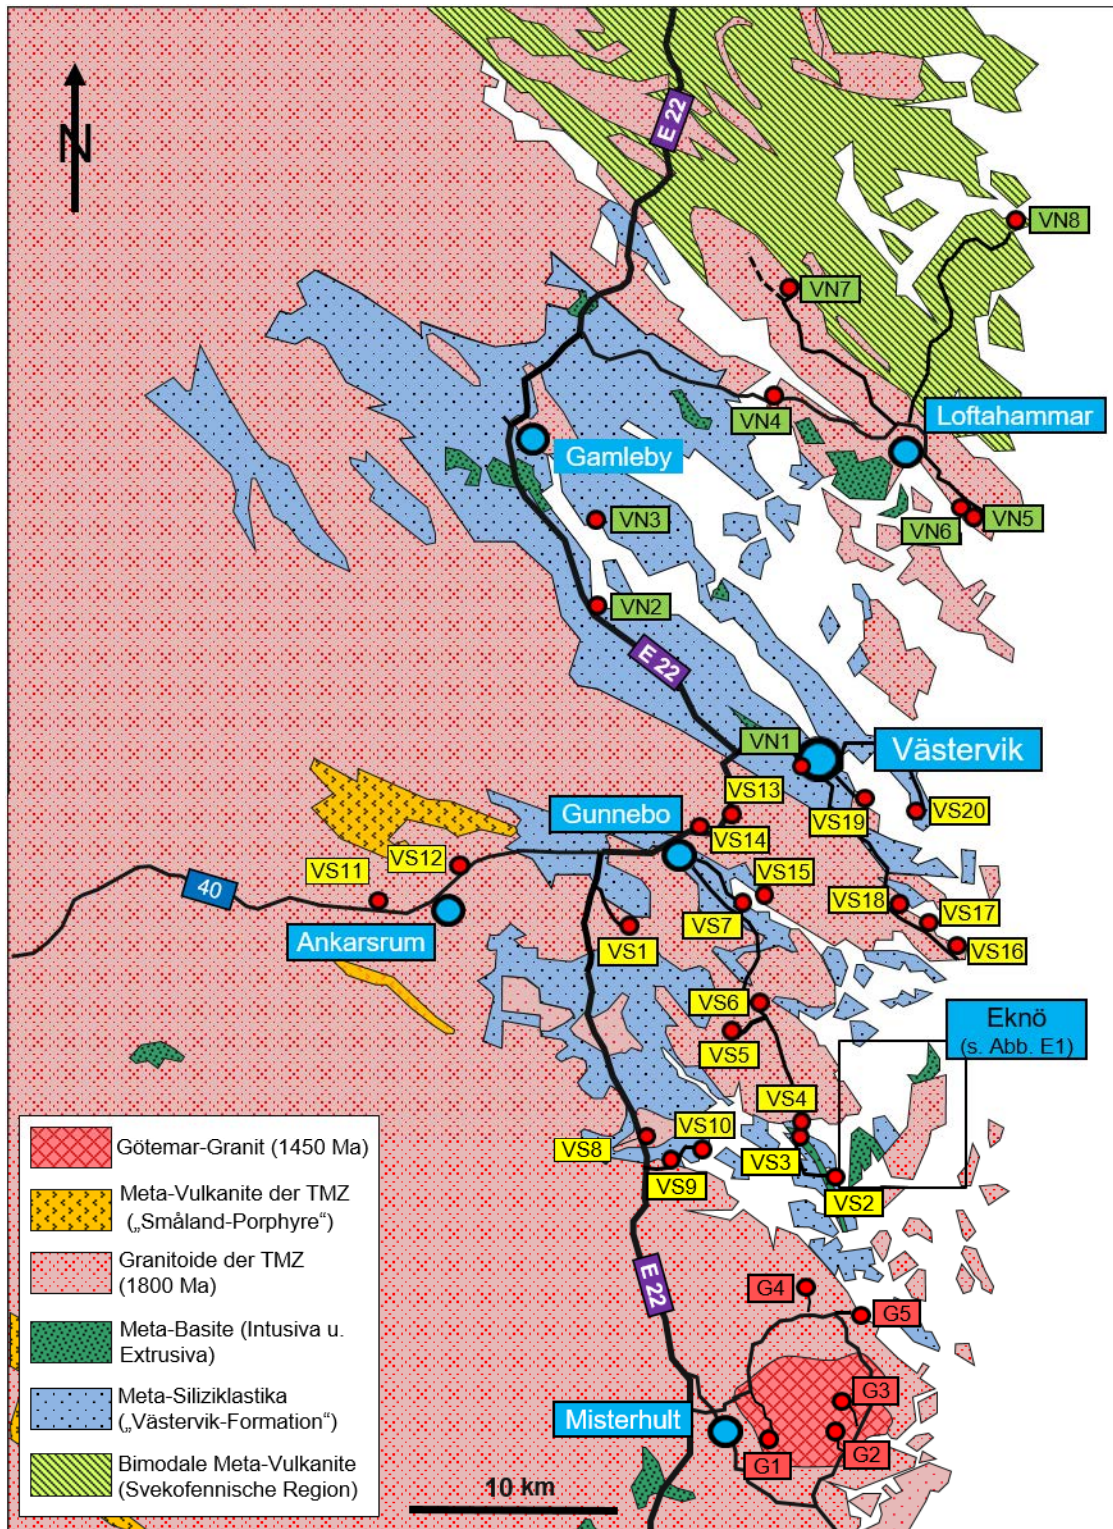 E 22
N
VN8
VN7
Loftahammar
VN4
Gamleby
VN3
VN5
VN6
VN2
E 22
VN1
Västervik
VS13
Gunnebo
VS20
VS19
VS14
VS12
VS11
40
VS15
VS18
VS17
VS7
Ankarsrum
VS1
VS16
VS6
Eknö
(s. Abb. E1)
VS5
VS4
VS10
VS8
VS3
VS9
VS2
E 22
G4
G5
G3
Misterhult
G2
G1
10 km
Götemar-Granit (1450 Ma)
Meta-Vulkanite der TMZ
(„Småland-Porphyre“)
Granitoide der TMZ
(1800 Ma)
Meta-Basite (Intusiva u.
Extrusiva)
Meta-Siliziklastika
(„Västervik-Formation“)
Bimodale Meta-Vulkanite
(Svekofennische Region)